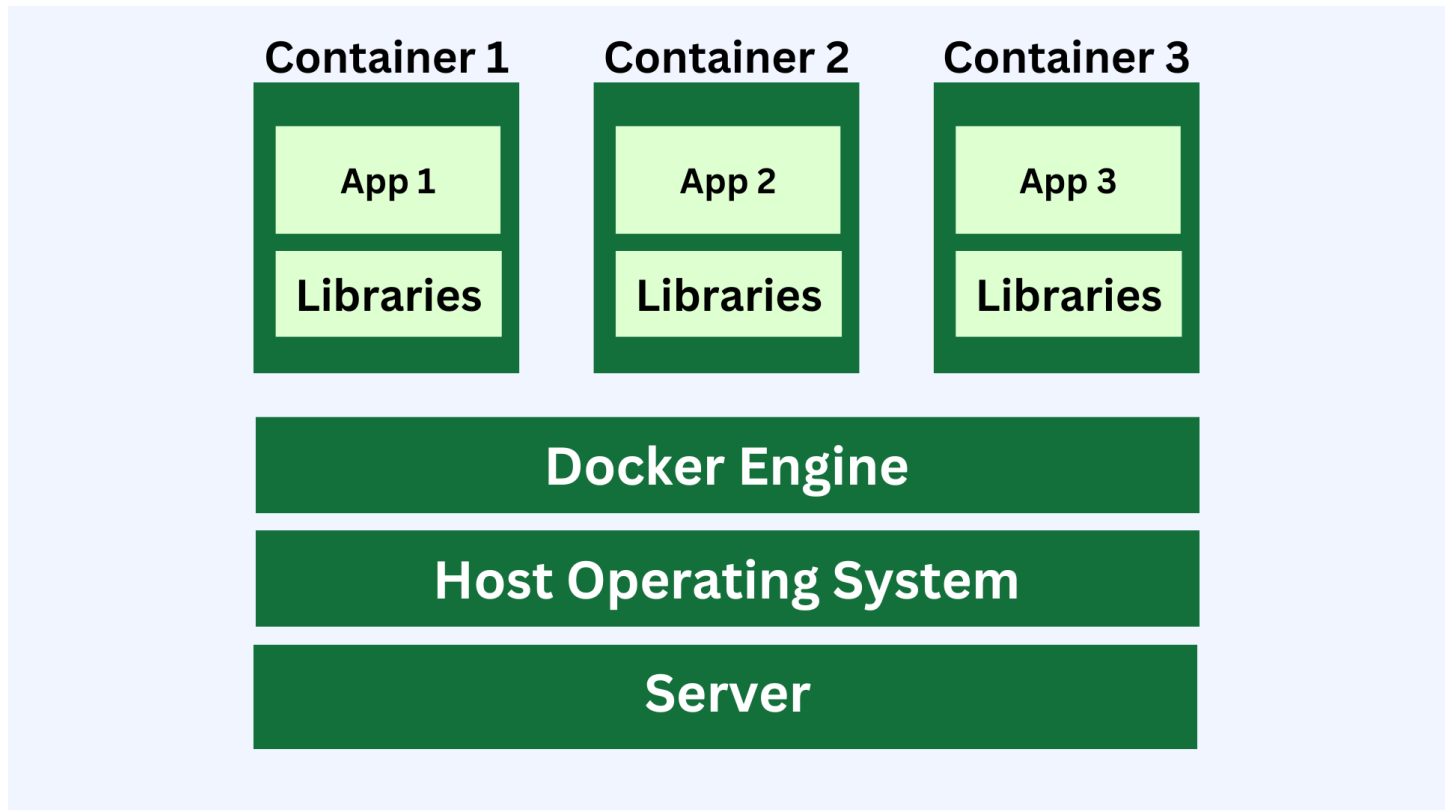 Container 1
Container 2
Container 3
App 1
App 2
App 3
Libraries
Libraries
Libraries
Docker Engine
Host Operating System
Server